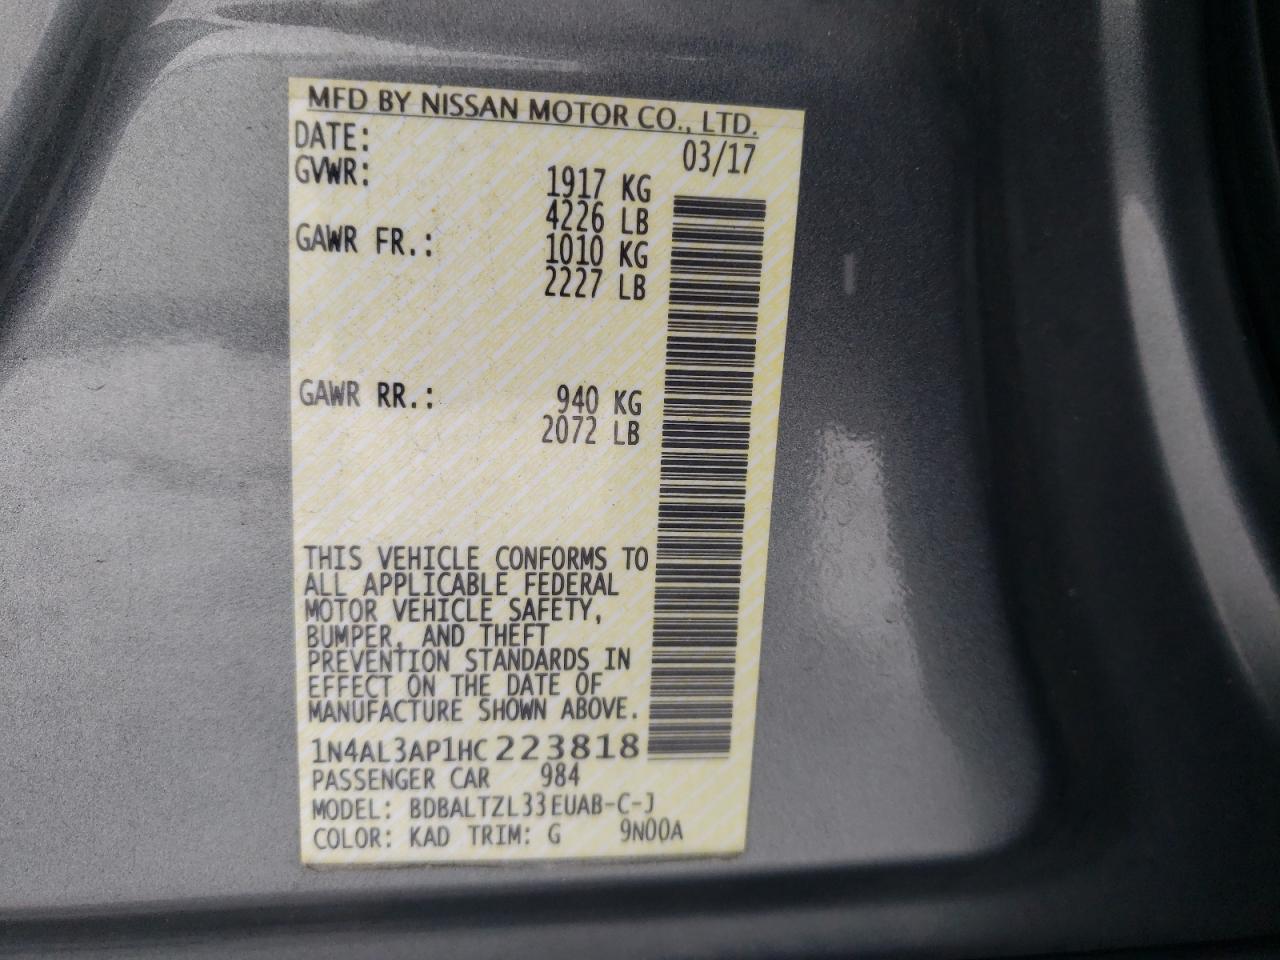 MFD BY NISSAN MOTOR CO., LTD.
DATE: 03/17
GVWR: 1917 KG
4226 LB
GAWR FR.: 1010 KG
2227 LB
GAWR RR.: 940 KG
2072 LB
THIS VEHICLE CONFORMS TO
ALL APPLICABLE FEDERAL
MOTOR VEHICLE SAFETY,
BUMPER, AND THEFT
PREVENTION STANDARDS IN
EFFECT ON THE DATE OF
MANUFACTURE SHOWN ABOVE.
1N4AL3AP1HC223818
PASSENGER CAR 984
MODEL: BDBALTZL33EUAB-C-J
COLOR: KAD TRIM: G 9N00A